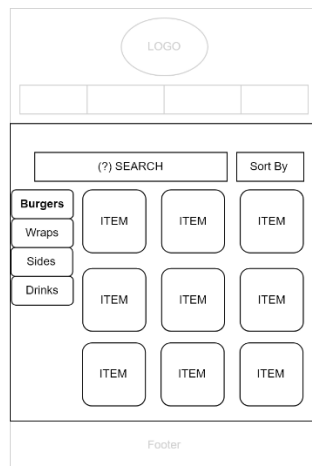 LOGO
(?) SEARCH
Sort By
Burgers
Wraps
Sides
Drinks
ITEM
ITEM
ITEM
ITEM
ITEM
ITEM
ITEM
ITEM
ITEM
Footer